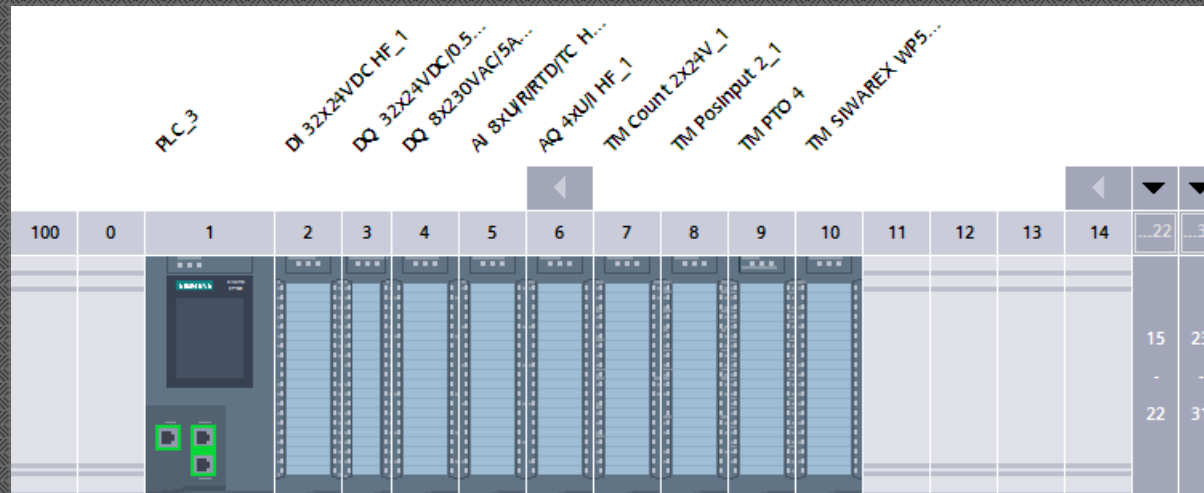 PLC_3
DI 32x24VDC HF_1
DQ 32x24VDC/0.5...
DQ 8x230VAC/5A...
AI 8xU/R/RTD/TC H...
AQ 4xU/I HF_1
TM Count 2x24V_1
TM PosInput 2_1
TM PTO 4
TM SIWAREX WP5...
100 0 1 2 3 4 5 6 7 8 9 10 11 12 13 14 ...22 ...3
SIEMENS
15 23
- -
22 31